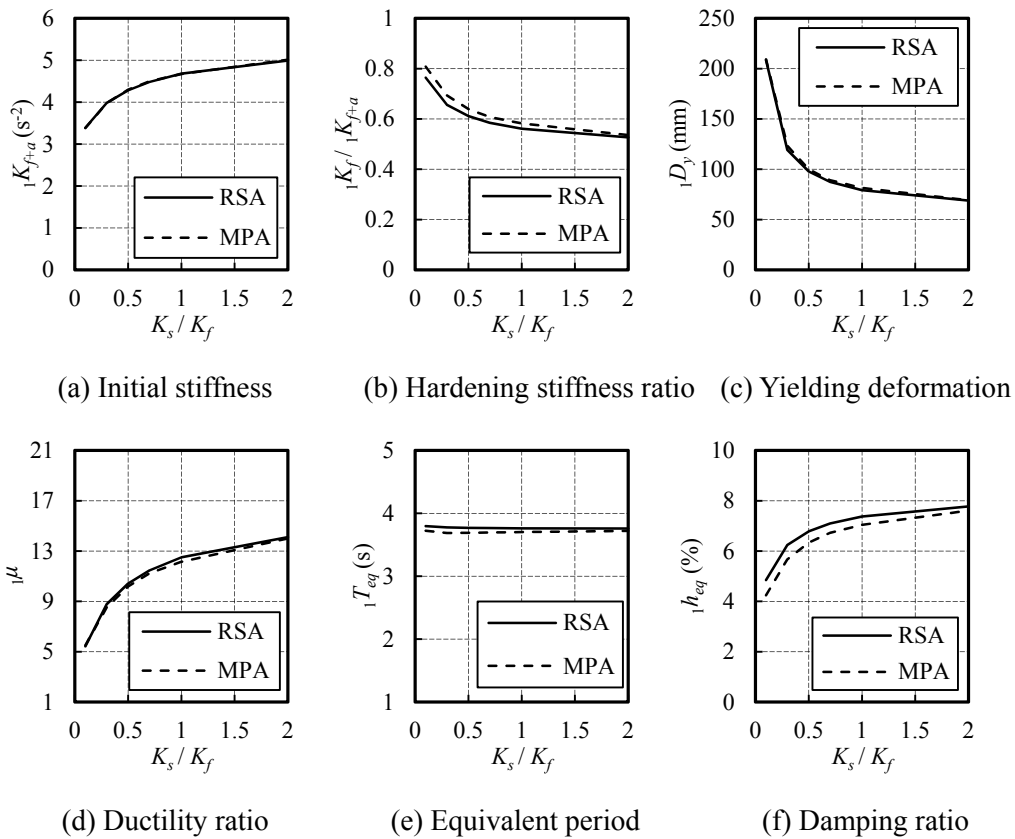 6
5
4
3
2
1
0
₁K_{f+a} (s⁻²)
RSA
MPA
0 0.5 1 1.5 2
K_s / K_f
(a) Initial stiffness
1
0.8
0.6
0.4
0.2
0
₁K_f / ₁K_{f+a}
RSA
MPA
0 0.5 1 1.5 2
K_s / K_f
(b) Hardening stiffness ratio
250
200
150
100
50
0
₁D_y (mm)
RSA
MPA
0 0.5 1 1.5 2
K_s / K_f
(c) Yielding deformation
21
17
13
9
5
1
₁μ
RSA
MPA
0 0.5 1 1.5 2
K_s / K_f
(d) Ductility ratio
5
4
3
2
1
₁T_{eq} (s)
RSA
MPA
0 0.5 1 1.5 2
K_s / K_f
(e) Equivalent period
10
8
6
4
2
0
₁h_{eq} (%)
RSA
MPA
0 0.5 1 1.5 2
K_s / K_f
(f) Damping ratio